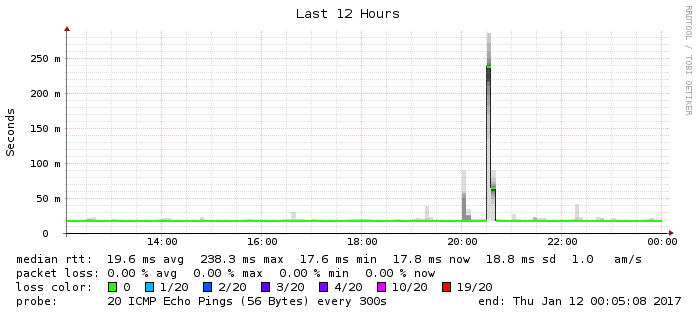 Last 12 Hours
RRDTOOL / TOBI OETIKER
Seconds
250 m
200 m
150 m
100 m
50 m
0
14:00 16:00 18:00 20:00 22:00 00:00
median rtt: 19.6 ms avg 238.3 ms max 17.6 ms min 17.8 ms now 18.8 ms sd 1.0 am/s
packet loss: 0.00 % avg 0.00 % max 0.00 % min 0.00 % now
loss color: 0 1/20 2/20 3/20 4/20 10/20 19/20
probe: 20 ICMP Echo Pings (56 Bytes) every 300s end: Thu Jan 12 00:05:08 2017